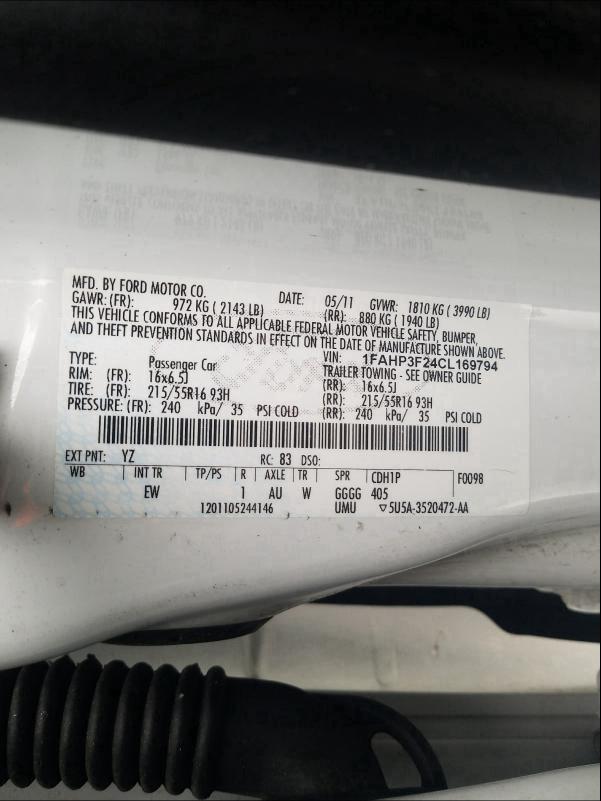 MFD. BY FORD MOTOR CO. DATE: 05/11 GVWR: 1810 KG ( 3990 LB)
GAWR: (FR): 972 KG ( 2143 LB) (RR): 880 KG ( 1940 LB)
THIS VEHICLE CONFORMS TO ALL APPLICABLE FEDERAL MOTOR VEHICLE SAFETY, BUMPER,
AND THEFT PREVENTION STANDARDS IN EFFECT ON THE DATE OF MANUFACTURE SHOWN ABOVE.
VIN: 1FAHP3F24CL169794
TYPE: Passenger Car TRAILER TOWING - SEE OWNER GUIDE
RIM: (FR): 16x6.5J (RR): 16x6.5J
TIRE: (FR): 215/55R16 93H (RR): 215/55R16 93H
PRESSURE: (FR): 240 kPa/ 35 PSI COLD (RR): 240 kPa/ 35 PSI COLD
EXT PNT: YZ RC: 83 DSO:
WB INT TR TP/PS R AXLE TR SPR CDH1P F0098
EW 1 AU W GGGG 405
1201105244146 UMU ▽5U5A-3520472-AA